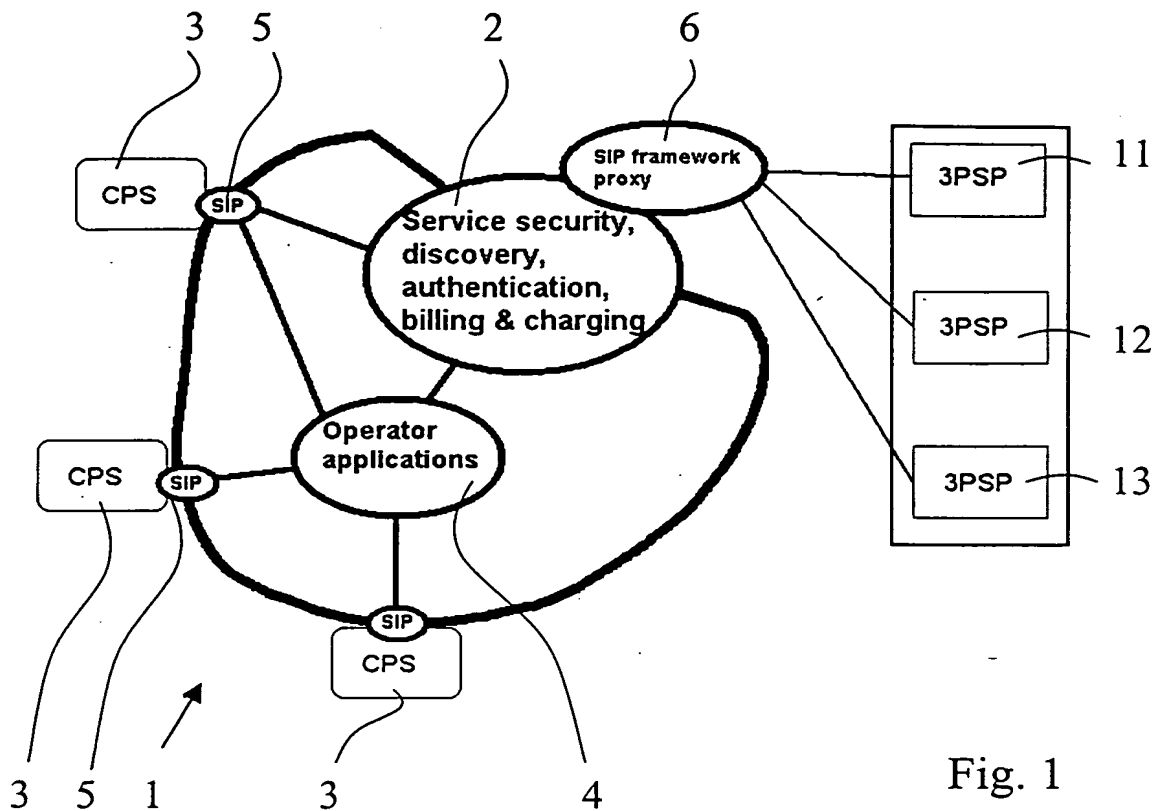 3 5 2 6
SIP framework
proxy
3PSP 11
CPS SIP
Service security,
discovery,
authentication,
billing & charging
3PSP 12
Operator
applications
3PSP 13
CPS SIP
SIP
CPS
3 5 1 3 4
Fig. 1